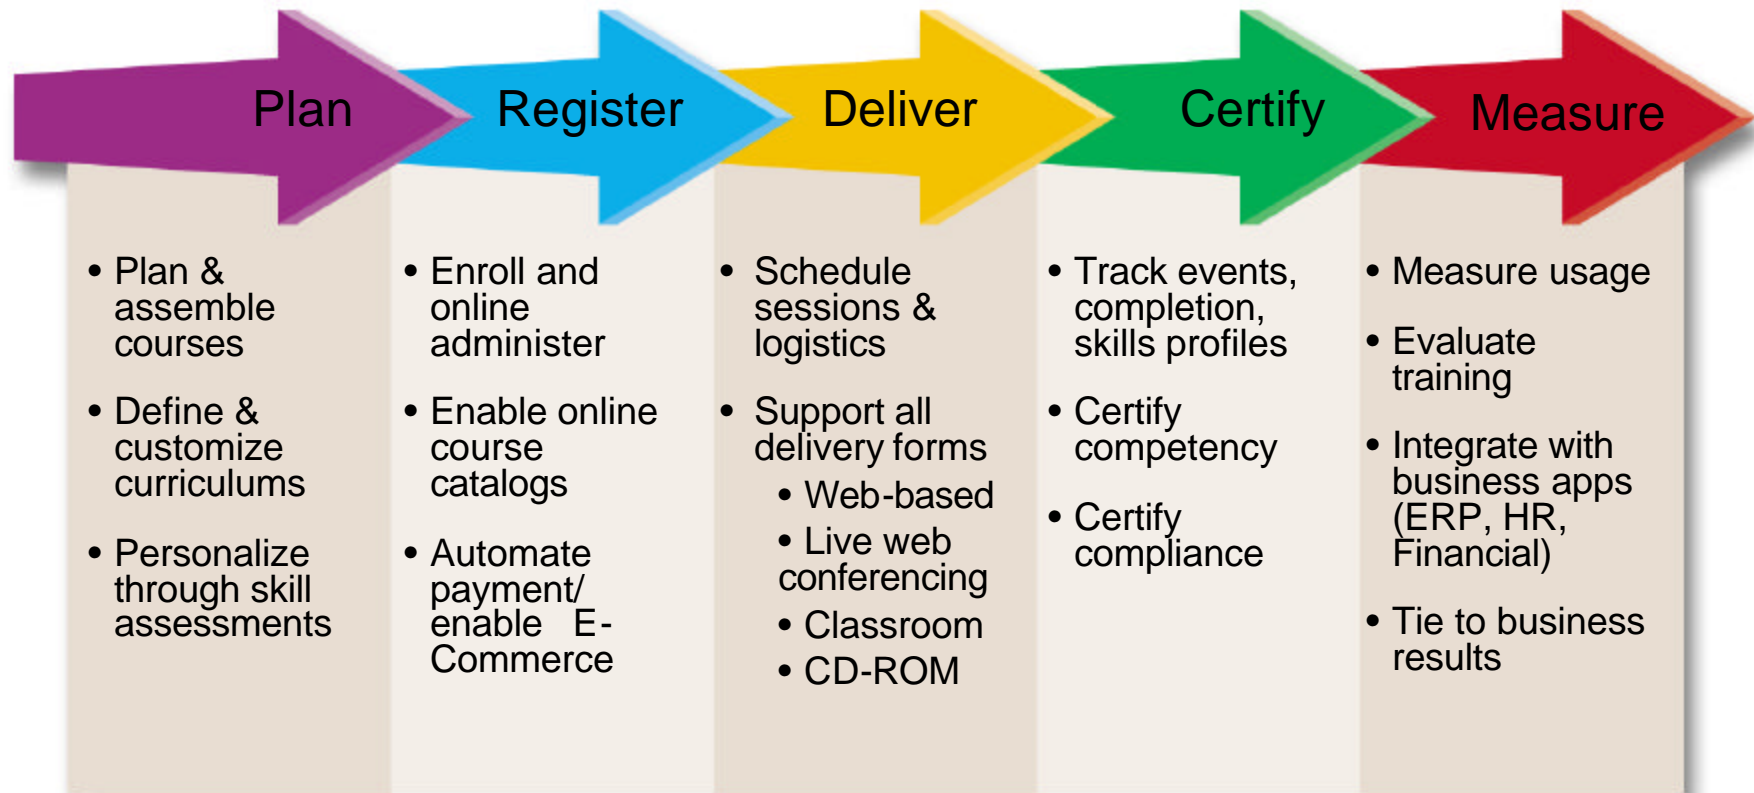 Plan
Register
Deliver
Certify
Measure
• Plan &
assemble
courses
• Define &
customize
curriculums
• Personalize
through skill
assessments
• Enroll and
online
administer
• Enable online
course
catalogs
• Automate
payment/
enable E-
Commerce
• Schedule
sessions &
logistics
• Support all
delivery forms
• Web-based
• Live web
conferencing
• Classroom
• CD-ROM
• Track events,
completion,
skills profiles
• Certify
competency
• Certify
compliance
• Measure usage
• Evaluate
training
• Integrate with
business apps
(ERP, HR,
Financial)
• Tie to business
results